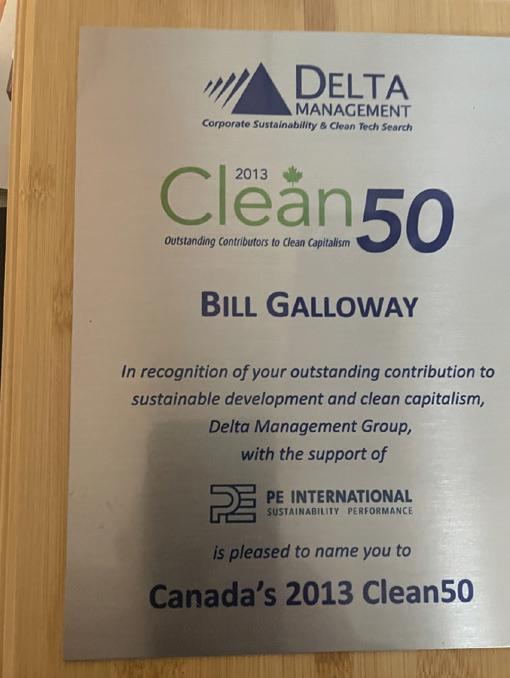 DELTA
MANAGEMENT
Corporate Sustainability & Clean Tech Search
2013
Clean50
Outstanding Contributors to Clean Capitalism
BILL GALLOWAY
In recognition of your outstanding contribution to
sustainable development and clean capitalism,
Delta Management Group,
with the support of
PE PE INTERNATIONAL
SUSTAINABILITY PERFORMANCE
is pleased to name you to
Canada's 2013 Clean50